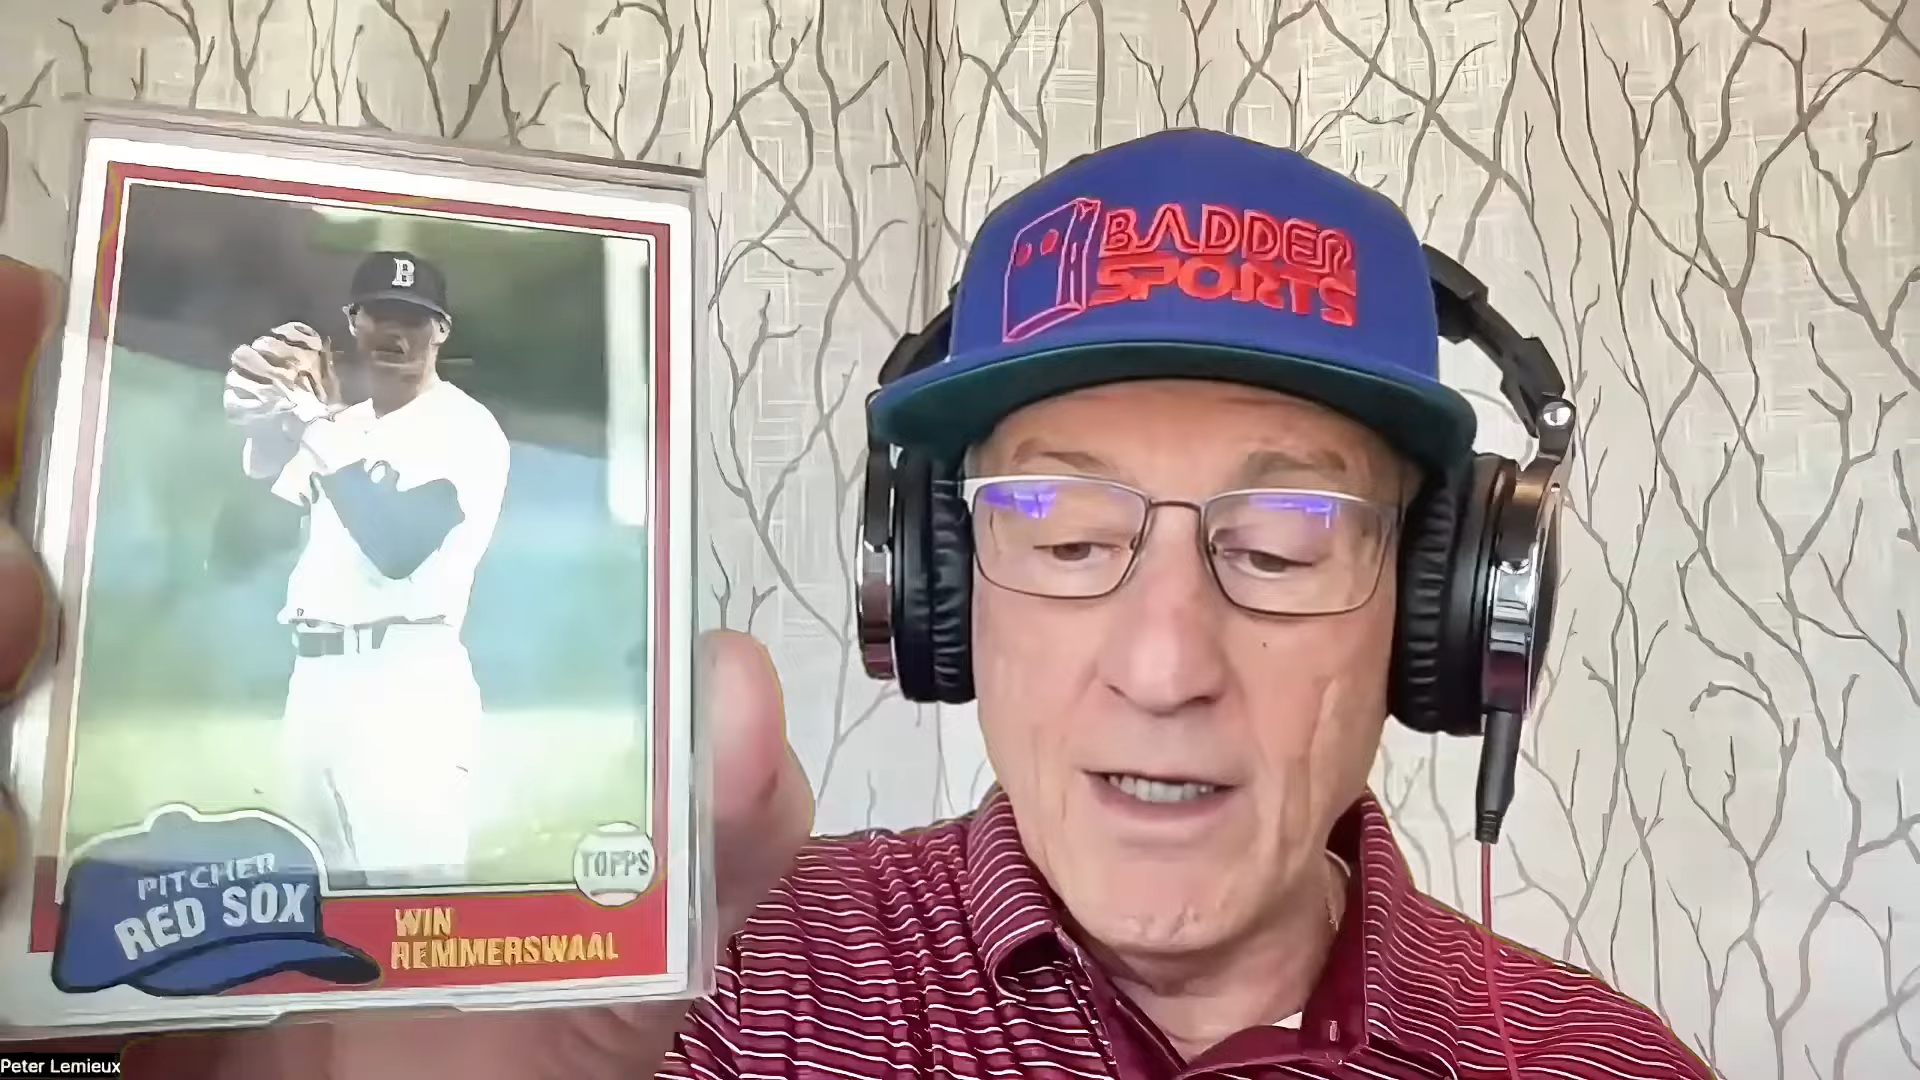 B
BADDER
SPORTS
TOPPS
PITCHER
RED SOX
WIN
REMMERSWAAL
Peter Lemieux